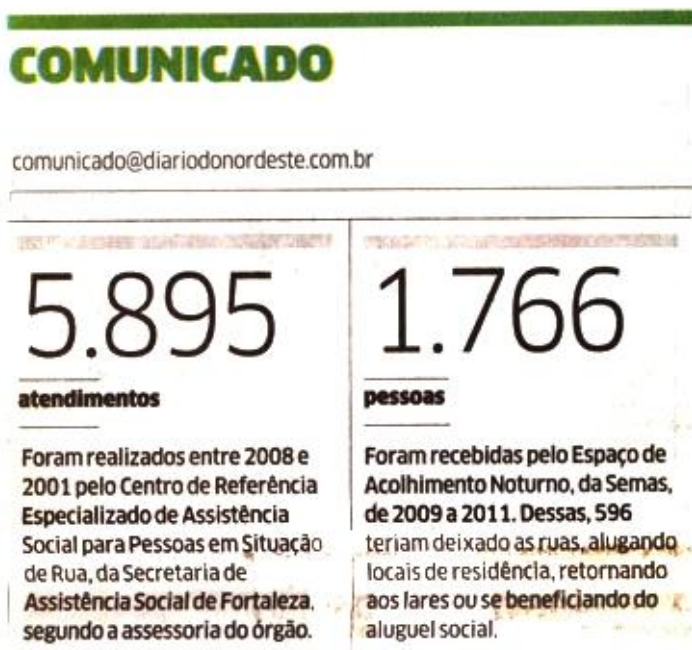 COMUNICADO
comunicado@diariodonordeste.com.br
5.895
atendimentos
Foram realizados entre 2008 e
2001 pelo Centro de Referência
Especializado de Assistência
Social para Pessoas em Situação
de Rua, da Secretaria de
Assistência Social de Fortaleza,
segundo a assessoria do órgão.
1.766
pessoas
Foram recebidas pelo Espaço de
Acolhimento Noturno, da Semas,
de 2009 a 2011. Dessas, 596
teriam deixado as ruas, alugando
locais de residência, retornando
aos lares ou se beneficiando do
aluguel social.